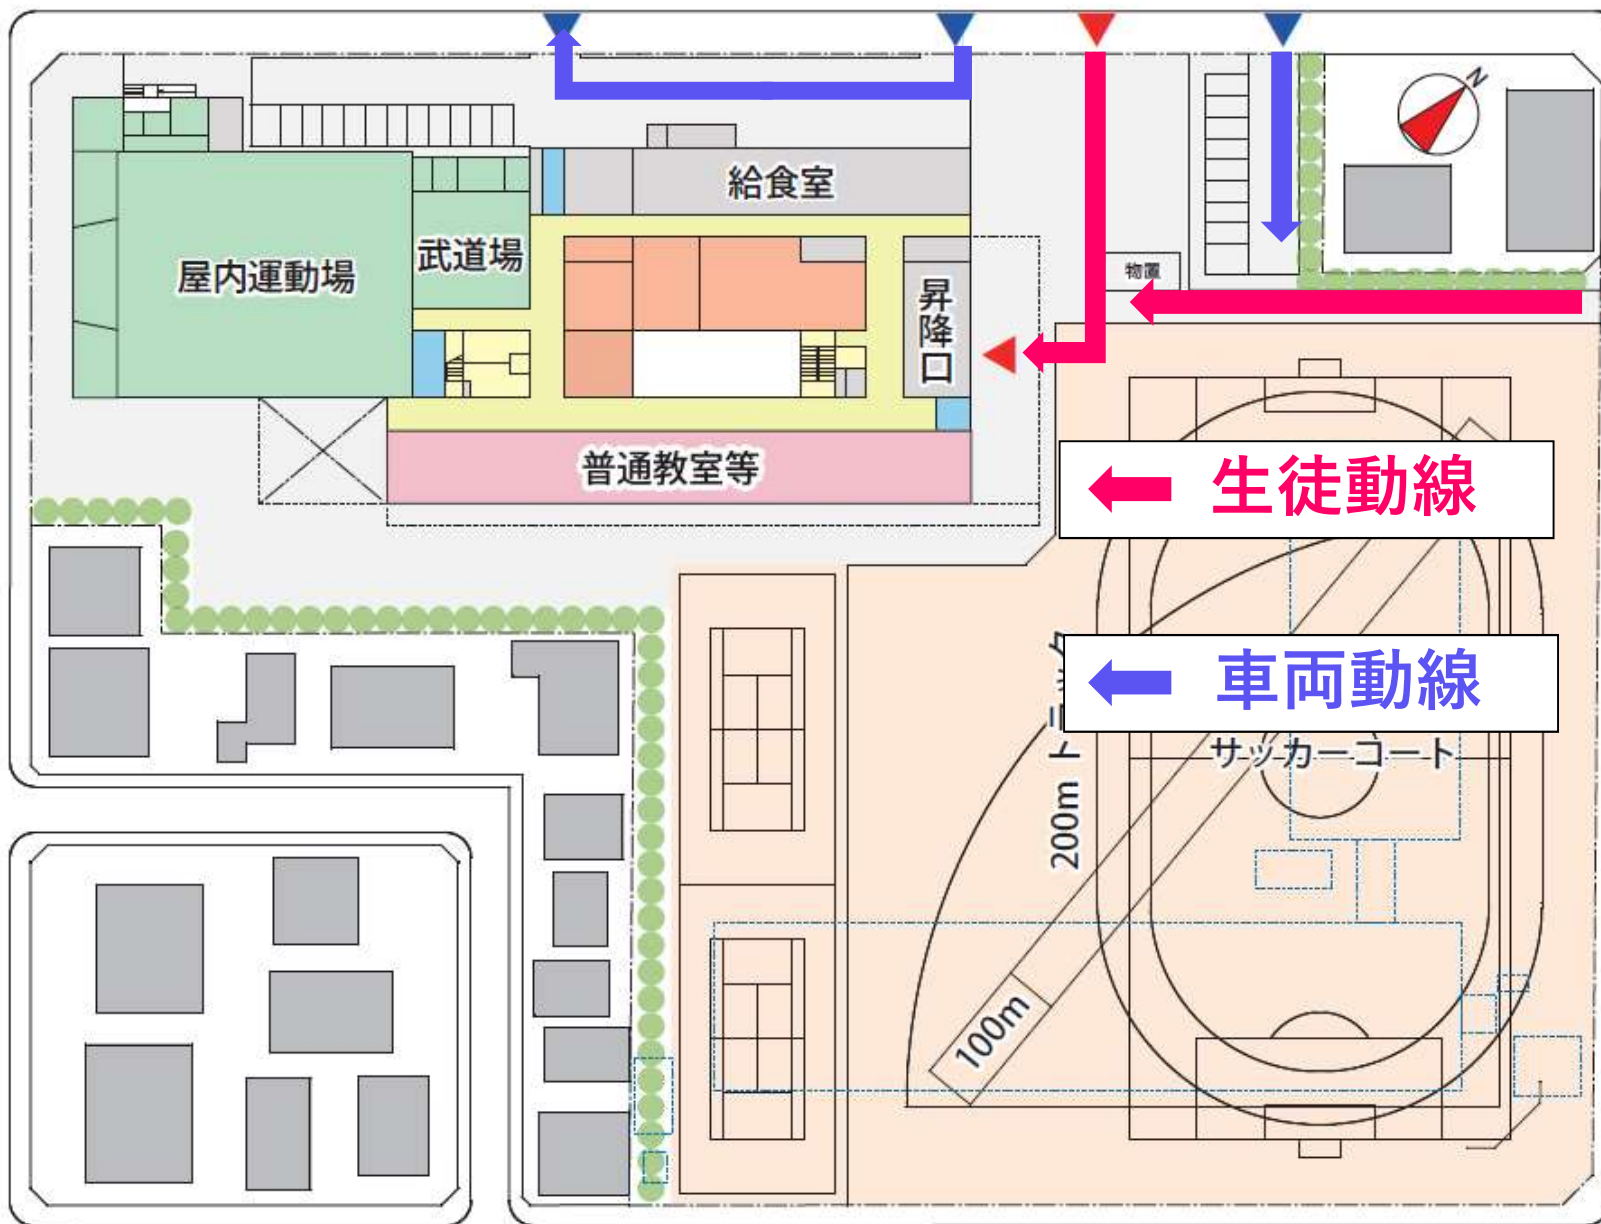 N
給食室
武道場
屋内運動場
物置
昇降口
普通教室等
生徒動線
車両動線
サッカーコート
200m トラック
100m